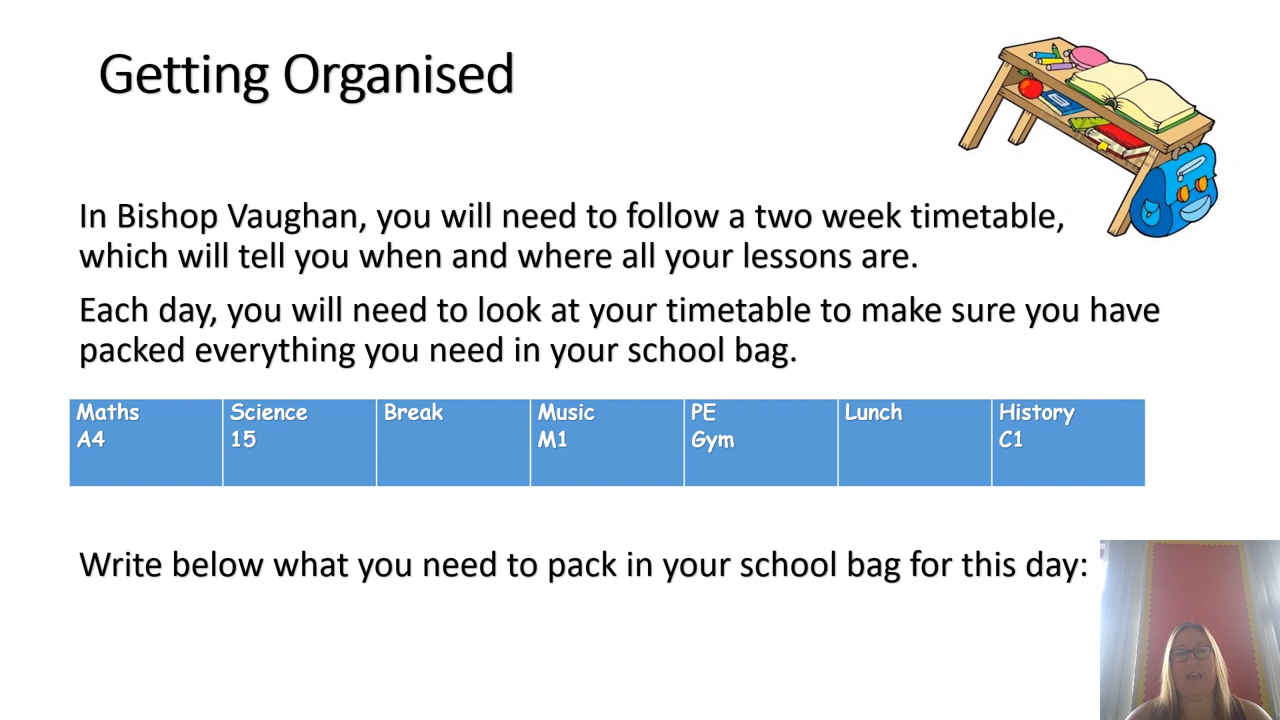 Getting Organised
In Bishop Vaughan, you will need to follow a two week timetable,
which will tell you when and where all your lessons are.
Each day, you will need to look at your timetable to make sure you have
packed everything you need in your school bag.
Maths Science Break Music PE Lunch History
A4 15 M1 Gym C1
Write below what you need to pack in your school bag for this day: